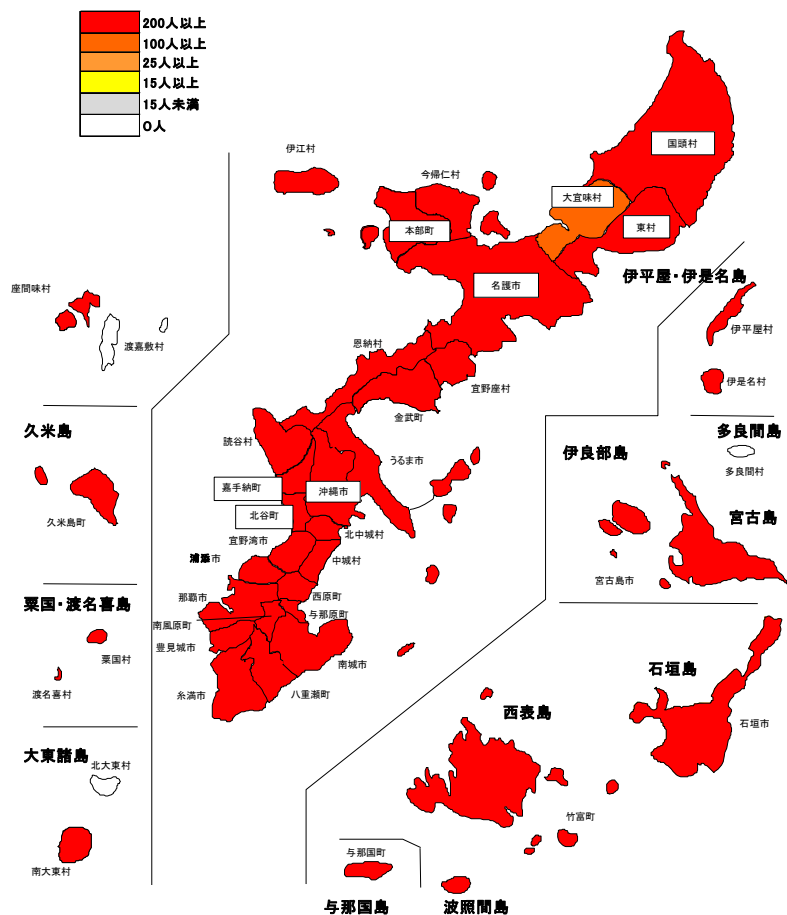 200人以上
100人以上
25人以上
15人以上
15人未満
0人
国頭村
伊江村
今帰仁村
大宜味村
本部町
東村
名護市
伊平屋・伊是名島
座間味村
渡嘉敷村
伊平屋村
恩納村
宜野座村
伊是名村
金武町
久米島
読谷村
うるま市
伊良部島
多良間島
多良間村
嘉手納町
沖縄市
北谷町
宮古島
久米島町
北中城村
宜野湾市
浦添市
中城村
宮古島市
粟国・渡名喜島
那覇市
西原町
与那原町
南風原町
豊見城市
粟国村
南城市
渡名喜村
糸満市
八重瀬町
石垣島
西表島
石垣市
大東諸島
北大東村
竹富町
与那国町
南大東村
与那国島
波照間島